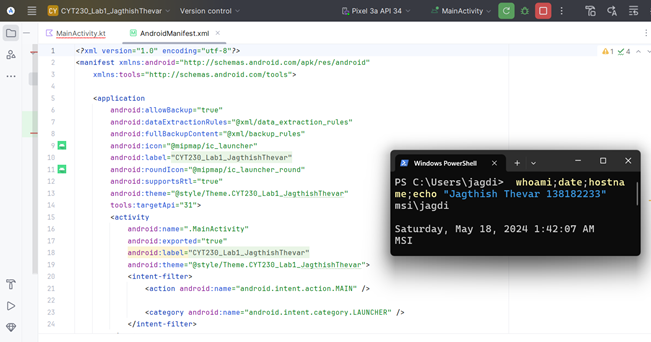 CY CYT230_Lab1_JagthishThevar Version control Pixel 3a API 34 MainActivity
MainActivity.kt AndroidManifest.xml
1 <?xml version="1.0" encoding="utf-8"?>
2 <manifest xmlns:android="http://schemas.android.com/apk/res/android"
3 xmlns:tools="http://schemas.android.com/tools">
4
5 <application
6 android:allowBackup="true"
7 android:dataExtractionRules="@xml/data_extraction_rules"
8 android:fullBackupContent="@xml/backup_rules"
9 android:icon="@mipmap/ic_launcher"
10 android:label="CYT230_Lab1_JagthishThevar"
11 android:roundIcon="@mipmap/ic_launcher_round"
12 android:supportsRtl="true"
13 android:theme="@style/Theme.CYT230_Lab1_JagthishThevar"
14 tools:targetApi="31">
15 <activity
16 android:name=".MainActivity"
17 android:exported="true"
18 android:label="CYT230_Lab1_JagthishThevar"
19 android:theme="@style/Theme.CYT230_Lab1_JagthishThevar">
20 <intent-filter>
21 <action android:name="android.intent.action.MAIN" />
22
23 <category android:name="android.intent.category.LAUNCHER" />
24 </intent-filter>
1 4
Windows PowerShell
PS C:\Users\jagdi> whoami;date;hostna
me;echo "Jagthish Thevar 138182233"
msi\jagdi
Saturday, May 18, 2024 1:42:07 AM
MSI